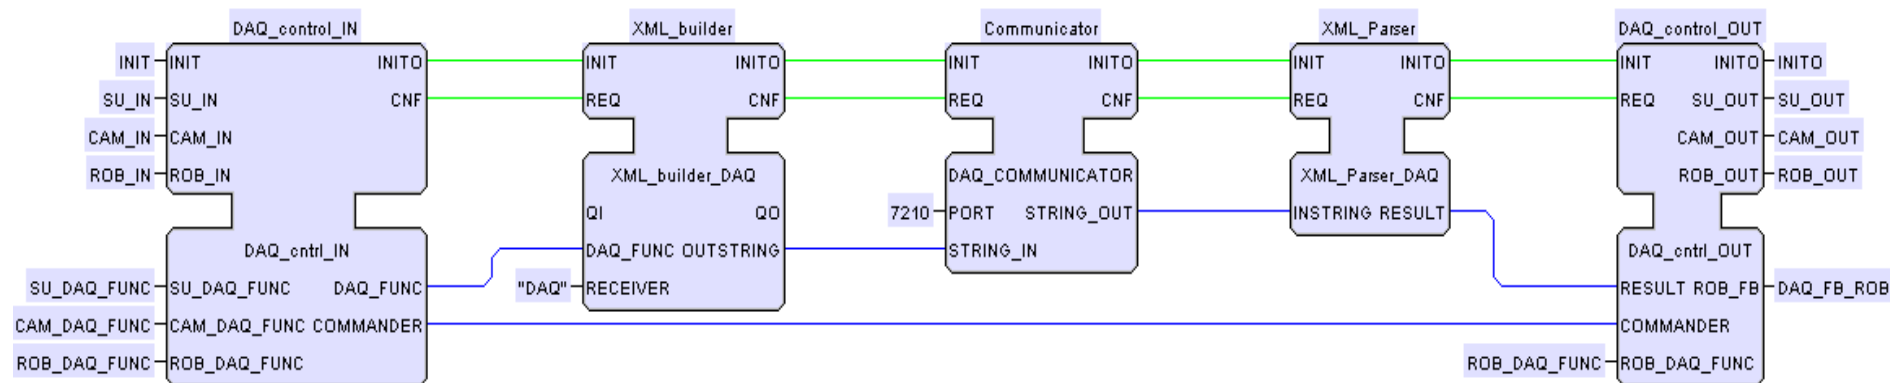 DAQ_control_IN XML_builder Communicator XML_Parser DAQ_control_OUT
INIT INIT INITO INIT INITO INIT INITO INIT INITO INIT INITO INITO
SU_IN SU_IN CNF REQ CNF REQ CNF REQ CNF REQ SU_OUT SU_OUT
CAM_IN CAM_IN CAM_OUT CAM_OUT
ROB_IN ROB_IN XML_builder_DAQ DAQ_COMMUNICATOR XML_Parser_DAQ ROB_OUT ROB_OUT
QI QO 7210 PORT STRING_OUT INSTRING RESULT
DAQ_cntrl_IN DAQ_FUNC OUTSTRING STRING_IN DAQ_cntrl_OUT
SU_DAQ_FUNC SU_DAQ_FUNC DAQ_FUNC "DAQ" RECEIVER RESULT ROB_FB DAQ_FB_ROB
CAM_DAQ_FUNC CAM_DAQ_FUNC COMMANDER COMMANDER
ROB_DAQ_FUNC ROB_DAQ_FUNC ROB_DAQ_FUNC ROB_DAQ_FUNC